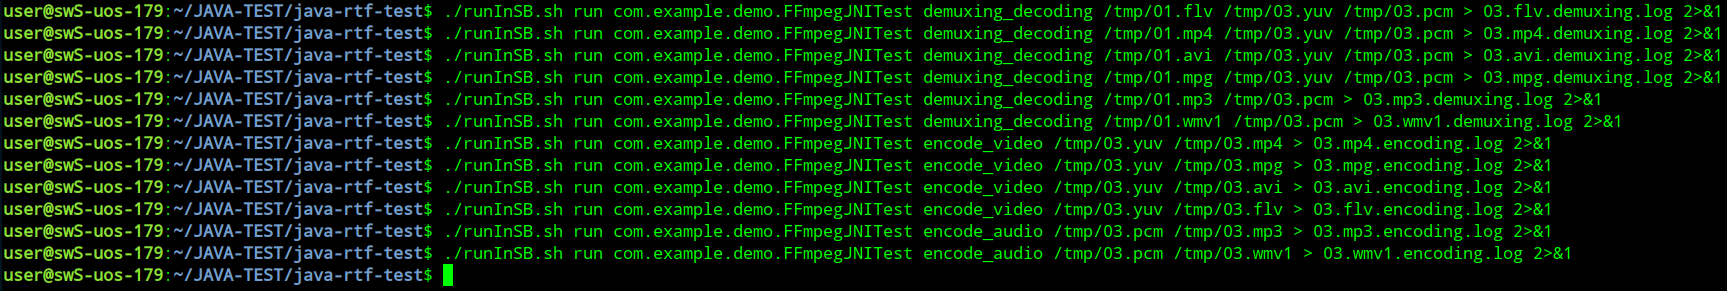 user@swS-uos-179:~/JAVA-TEST/java-rtf-test$ ./runInSB.sh run com.example.demo.FFmpegJNITest demuxing_decoding /tmp/01.flv /tmp/03.yuv /tmp/03.pcm > 03.flv.demuxing.log 2>&1
user@swS-uos-179:~/JAVA-TEST/java-rtf-test$ ./runInSB.sh run com.example.demo.FFmpegJNITest demuxing_decoding /tmp/01.mp4 /tmp/03.yuv /tmp/03.pcm > 03.mp4.demuxing.log 2>&1
user@swS-uos-179:~/JAVA-TEST/java-rtf-test$ ./runInSB.sh run com.example.demo.FFmpegJNITest demuxing_decoding /tmp/01.avi /tmp/03.yuv /tmp/03.pcm > 03.avi.demuxing.log 2>&1
user@swS-uos-179:~/JAVA-TEST/java-rtf-test$ ./runInSB.sh run com.example.demo.FFmpegJNITest demuxing_decoding /tmp/01.mpg /tmp/03.yuv /tmp/03.pcm > 03.mpg.demuxing.log 2>&1
user@swS-uos-179:~/JAVA-TEST/java-rtf-test$ ./runInSB.sh run com.example.demo.FFmpegJNITest demuxing_decoding /tmp/01.mp3 /tmp/03.pcm > 03.mp3.demuxing.log 2>&1
user@swS-uos-179:~/JAVA-TEST/java-rtf-test$ ./runInSB.sh run com.example.demo.FFmpegJNITest demuxing_decoding /tmp/01.wmv1 /tmp/03.pcm > 03.wmv1.demuxing.log 2>&1
user@swS-uos-179:~/JAVA-TEST/java-rtf-test$ ./runInSB.sh run com.example.demo.FFmpegJNITest encode_video /tmp/03.yuv /tmp/03.mp4 > 03.mp4.encoding.log 2>&1
user@swS-uos-179:~/JAVA-TEST/java-rtf-test$ ./runInSB.sh run com.example.demo.FFmpegJNITest encode_video /tmp/03.yuv /tmp/03.mpg > 03.mpg.encoding.log 2>&1
user@swS-uos-179:~/JAVA-TEST/java-rtf-test$ ./runInSB.sh run com.example.demo.FFmpegJNITest encode_video /tmp/03.yuv /tmp/03.avi > 03.avi.encoding.log 2>&1
user@swS-uos-179:~/JAVA-TEST/java-rtf-test$ ./runInSB.sh run com.example.demo.FFmpegJNITest encode_video /tmp/03.yuv /tmp/03.flv > 03.flv.encoding.log 2>&1
user@swS-uos-179:~/JAVA-TEST/java-rtf-test$ ./runInSB.sh run com.example.demo.FFmpegJNITest encode_audio /tmp/03.pcm /tmp/03.mp3 > 03.mp3.encoding.log 2>&1
user@swS-uos-179:~/JAVA-TEST/java-rtf-test$ ./runInSB.sh run com.example.demo.FFmpegJNITest encode_audio /tmp/03.pcm /tmp/03.wmv1 > 03.wmv1.encoding.log 2>&1
user@swS-uos-179:~/JAVA-TEST/java-rtf-test$